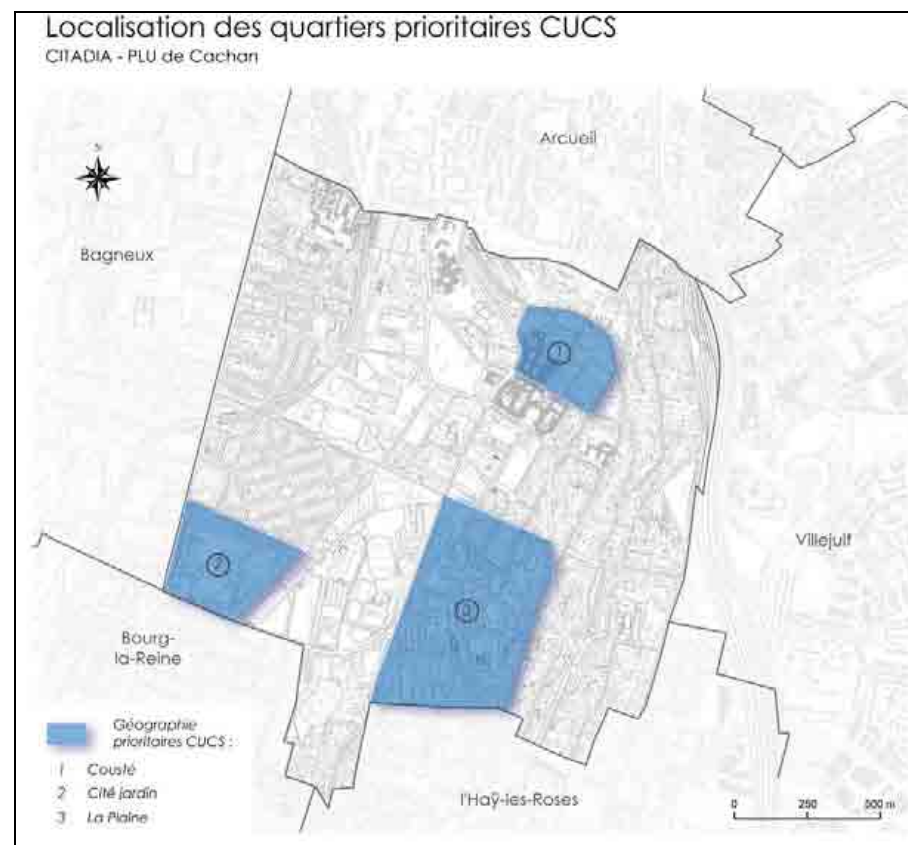 Localisation des quartiers prioritaires CUCS
CITADIA - PLU de Cachan
N
Arcueil
Bagneux
1
Villejuif
2
3
Bourg-
la-Reine
Géographie
prioritaires CUCS :
1 Cousté
2 Cité jardin
3 La Plaine
l'Haÿ-les-Roses
0 250 500 m